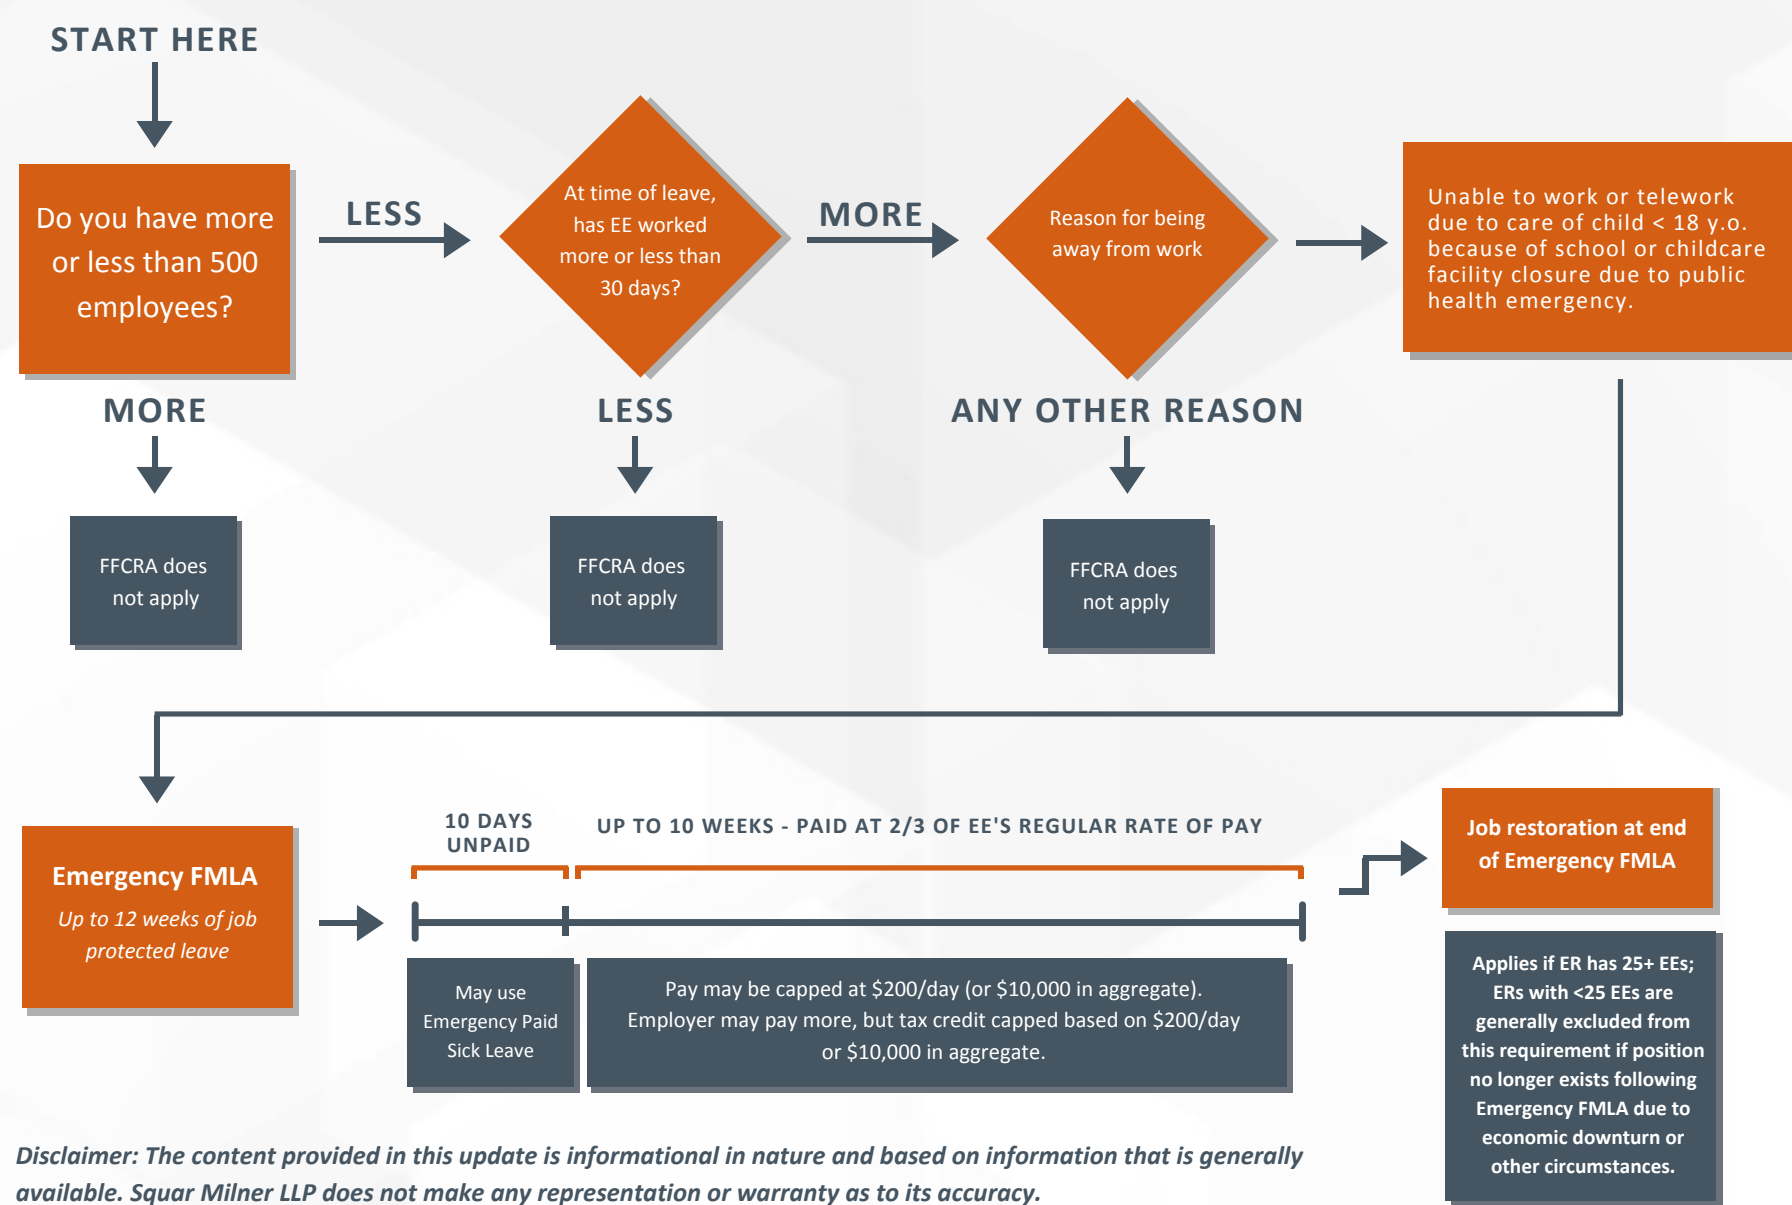 START HERE
Do you have more
or less than 500
employees?
LESS
At time of leave,
has EE worked
more or less than
30 days?
MORE
Reason for being
away from work
Unable to work or telework
due to care of child < 18 y.o.
because of school or childcare
facility closure due to public
health emergency.
MORE
LESS
ANY OTHER REASON
FFCRA does
not apply
FFCRA does
not apply
FFCRA does
not apply
Emergency FMLA
Up to 12 weeks of job
protected leave
10 DAYS
UNPAID
UP TO 10 WEEKS - PAID AT 2/3 OF EE'S REGULAR RATE OF PAY
May use
Emergency Paid
Sick Leave
Pay may be capped at $200/day (or $10,000 in aggregate).
Employer may pay more, but tax credit capped based on $200/day
or $10,000 in aggregate.
Job restoration at end
of Emergency FMLA
Applies if ER has 25+ EEs;
ERs with <25 EEs are
generally excluded from
this requirement if position
no longer exists following
Emergency FMLA due to
economic downturn or
other circumstances.
Disclaimer: The content provided in this update is informational in nature and based on information that is generally
available. Squar Milner LLP does not make any representation or warranty as to its accuracy.